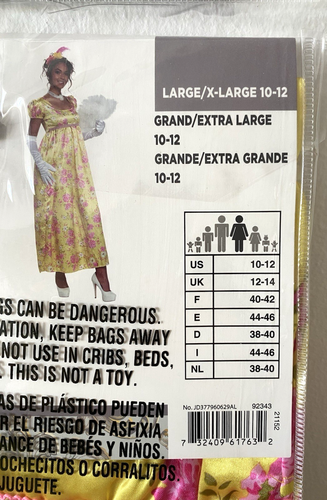 LARGE/X-LARGE 10-12
GRAND/EXTRA LARGE
10-12
GRANDE/EXTRA GRANDE
10-12
US 10-12
UK 12-14
F 40-42
E 44-46
D 38-40
I 44-46
NL 38-40
GS CAN BE DANGEROUS.
ATION, KEEP BAGS AWAY
NOT USE IN CRIBS, BEDS,
. THIS IS NOT A TOY.
AS DE PLÁSTICO PUEDEN
R EL RIESGO DE ASFIXIA
ANCE DE BEBÉS Y NIÑOS.
OCHECITOS O CORRALITOS.
JUGUETE.
No. JD377960629AL 92343
21152
7 32409 61763 2